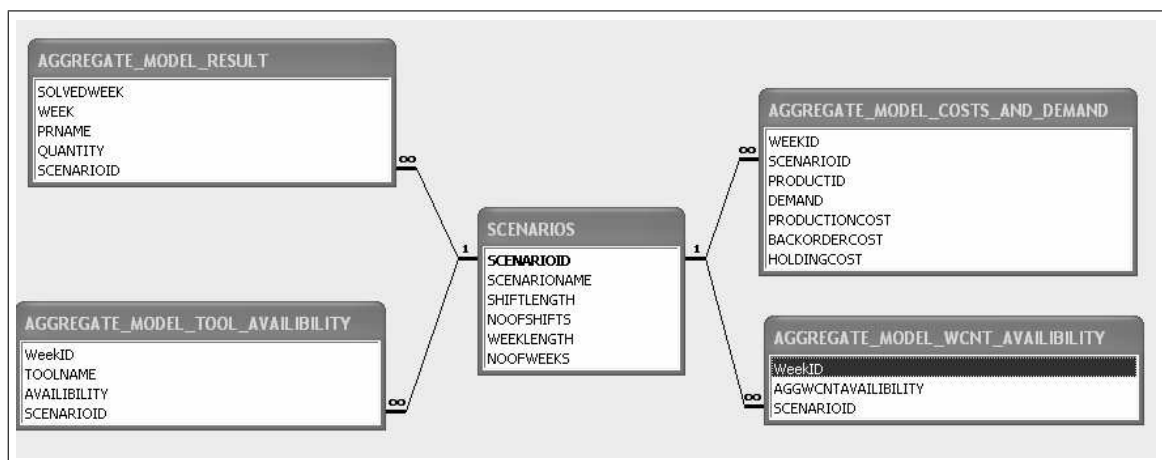 AGGREGATE_MODEL_RESULT
SOLVEDWEEK
WEEK
PRNAME
QUANTITY
SCENARIOID
∞
AGGREGATE_MODEL_COSTS_AND_DEMAND
WEEKID
SCENARIOID
PRODUCTID
DEMAND
PRODUCTIONCOST
BACKORDERCOST
HOLDINGCOST
∞
SCENARIOS
SCENARIOID
SCENARIONAME
SHIFTLENGTH
NOOFSHIFTS
WEEKLENGTH
NOOFWEEKS
1
1
AGGREGATE_MODEL_TOOL_AVAILIBILITY
WeekID
TOOLNAME
AVAILIBILITY
SCENARIOID
∞
AGGREGATE_MODEL_WCNT_AVAILIBILITY
WeekID
AGGWCNTAVAILIBILITY
SCENARIOID
∞